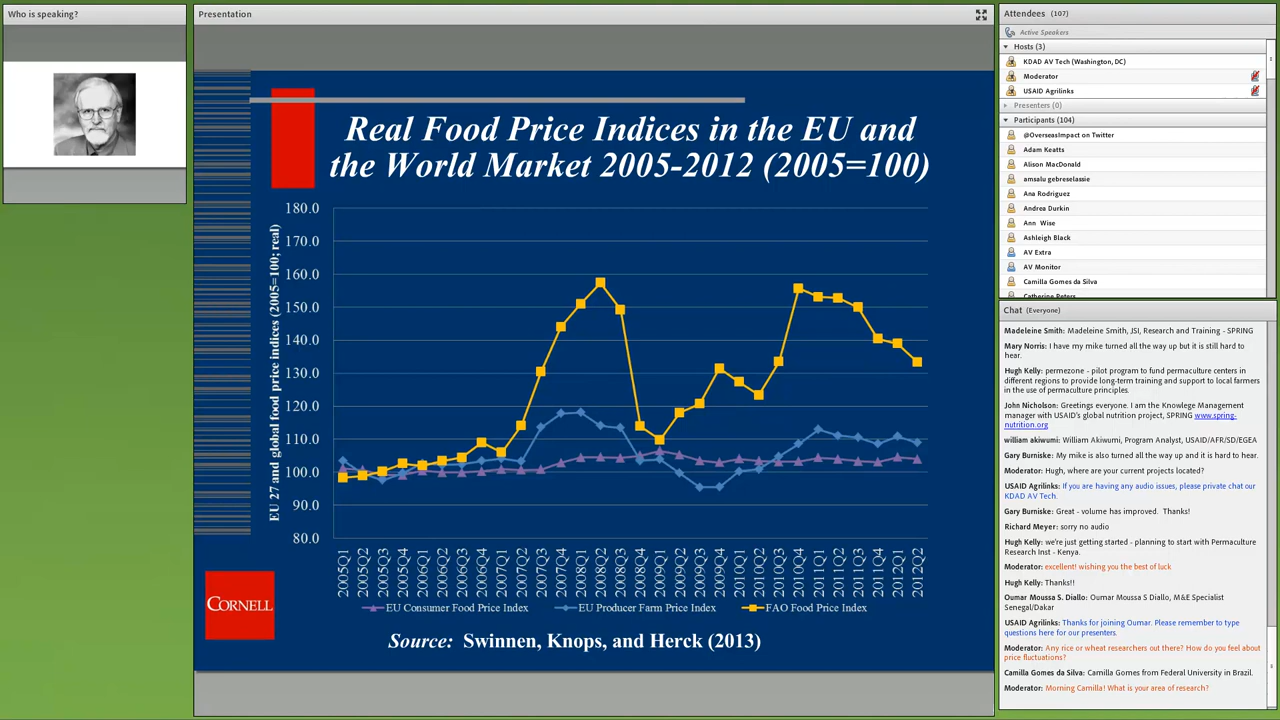 Who is speaking?
Presentation
Real Food Price Indices in the EU and
he World Market 2005-2012 (2005=100)
EU 27 and global food price indices (2005=100; real)
180.0
170.0
160.0
150.0
140.0
130.0
120.0
110.0
100.0
90.0
80.0
2005Q1 2005Q2 2005Q3 2005Q4 2006Q1 2006Q2 2006Q3 2006Q4 2007Q1 2007Q2 2007Q3 2007Q4 2008Q1 2008Q2 2008Q3 2008Q4 2009Q1 2009Q2 2009Q3 2009Q4 2010Q1 2010Q2 2010Q3 2010Q4 2011Q1 2011Q2 2011Q3 2011Q4 2012Q1 2012Q2
EU Consumer Food Price Index EU Producer Farm Price Index FAO Food Price Index
CORNELL
Source: Swinnen, Knops, and Herck (2013)
Attendees (107)
Active Speakers
Hosts (3)
KDAD AV Tech (Washington, DC)
Moderator
USAID Agrilinks
Presenters (0)
Participants (104)
@OverseasImpact on Twitter
Adam Keatts
Alison MacDonald
amsalu gebreselassie
Ana Rodriguez
Andrea Durkin
Ann Wise
Ashleigh Black
AV Extra
AV Monitor
Camilla Gomes da Silva
Catherine Peters
Chat (Everyone)
Madeleine Smith: Madeleine Smith, JSI, Research and Training - SPRING
Mary Norris: I have my mike turned all the way up but it is still hard to
hear.
Hugh Kelly: permezone - pilot program to fund permaculture centers in
different regions to provide long-term training and support to local farmers
in the use of permaculture principles.
John Nicholson: Greetings everyone. I am the Knowlege Management
manager with USAID's global nutrition project, SPRING www.spring-
nutrition.org
william akiwumi: William Akiwumi, Program Analyst, USAID/AFR/SD/EGEA
Gary Burniske: My mike is also turned all the way up and it is hard to hear.
Moderator: Hugh, where are your current projects located?
USAID Agrilinks: If you are having any audio issues, please private chat our
KDAD AV Tech.
Gary Burniske: Great - volume has improved. Thanks!
Richard Meyer: sorry no audio
Hugh Kelly: we're just getting started - planning to start with Permaculture
Research Inst - Kenya.
Moderator: excellent! wishing you the best of luck
Hugh Kelly: Thanks!!
Oumar Moussa S. Diallo: Oumar Moussa S Diallo, M&E Specialist
Senegal/Dakar
USAID Agrilinks: Thanks for joining Oumar. Please remember to type
questions here for our presenters.
Moderator: Any rice or wheat researchers out there? How do you feel about
price fluctuations?
Camilla Gomes da Silva: Camilla Gomes from Federal University in Brazil.
Moderator: Morning Camilla! What is your area of research?